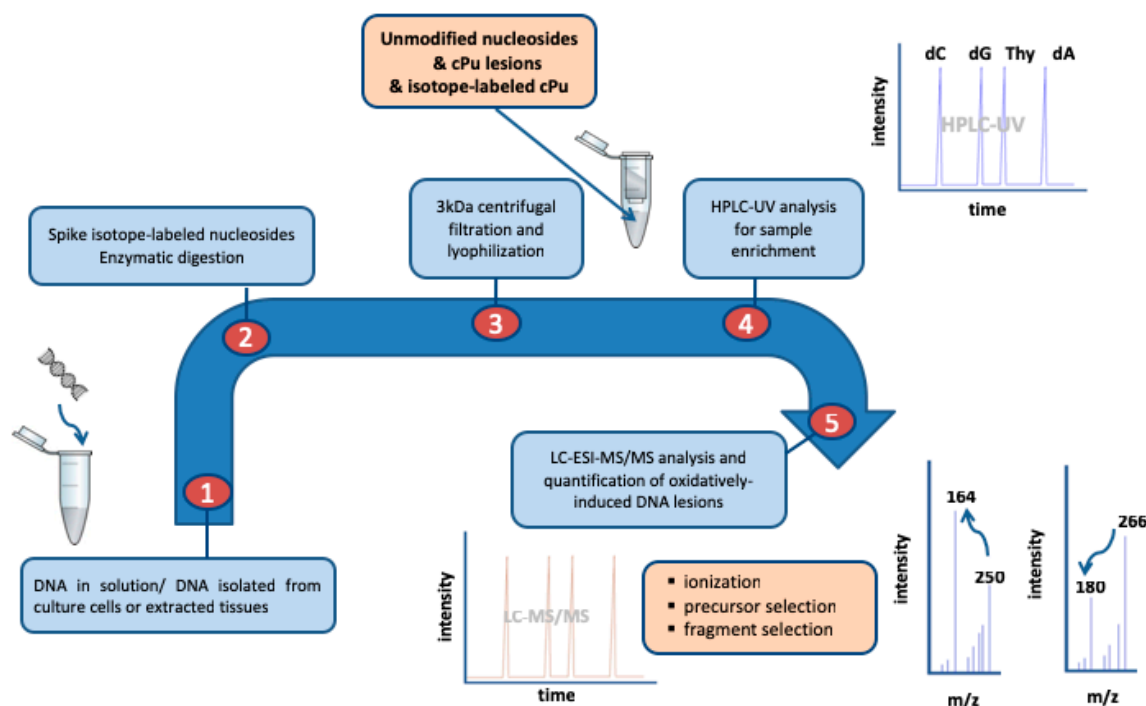 Unmodified nucleosides
& cPu lesions
& isotope-labeled cPu
dC dG Thy dA
intensity
HPLC-UV
time
Spike isotope-labeled nucleosides
Enzymatic digestion
3kDa centrifugal
filtration and
lyophilization
HPLC-UV analysis
for sample
enrichment
2
3
4
5
1
LC-ESI-MS/MS analysis and
quantification of oxidatively-
induced DNA lesions
DNA in solution/ DNA isolated from
culture cells or extracted tissues
intensity
LC-MS/MS
time
▪ ionization
▪ precursor selection
▪ fragment selection
intensity
164
250
m/z
intensity
266
180
m/z